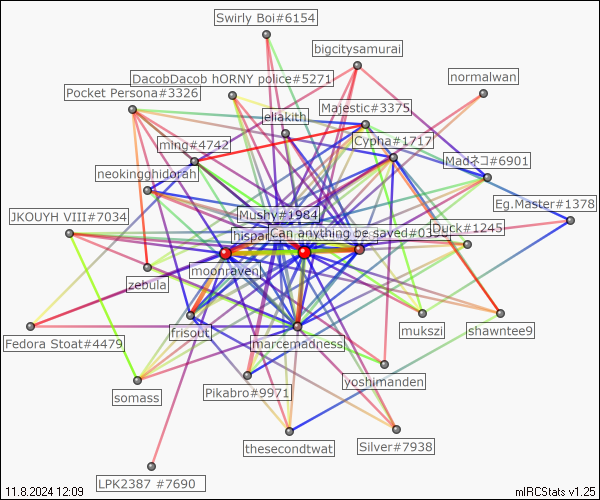 Swirly Boi#6154
bigcitysamurai
DacobDacob hORNY police#5271
normalwan
Pocket Persona#3326
Majestic#3375
eliakith
ming#4742
Cypha#1717
Madネコ#6901
neokingghidorah
Eg.Master#1378
JKOUYH VIII#7034
Mushy#1984
Duck#1245
Can anything be saved#0
moonraven
zebula
frisout
mukszi
shawntee9
Fedora Stoat#4479
marcemadness
yoshimanden
somass
Pikabro#9971
thesecondtwat
Silver#7938
LPK2387 #7690
11.8.2024 12:09
mIRCStats v1.25